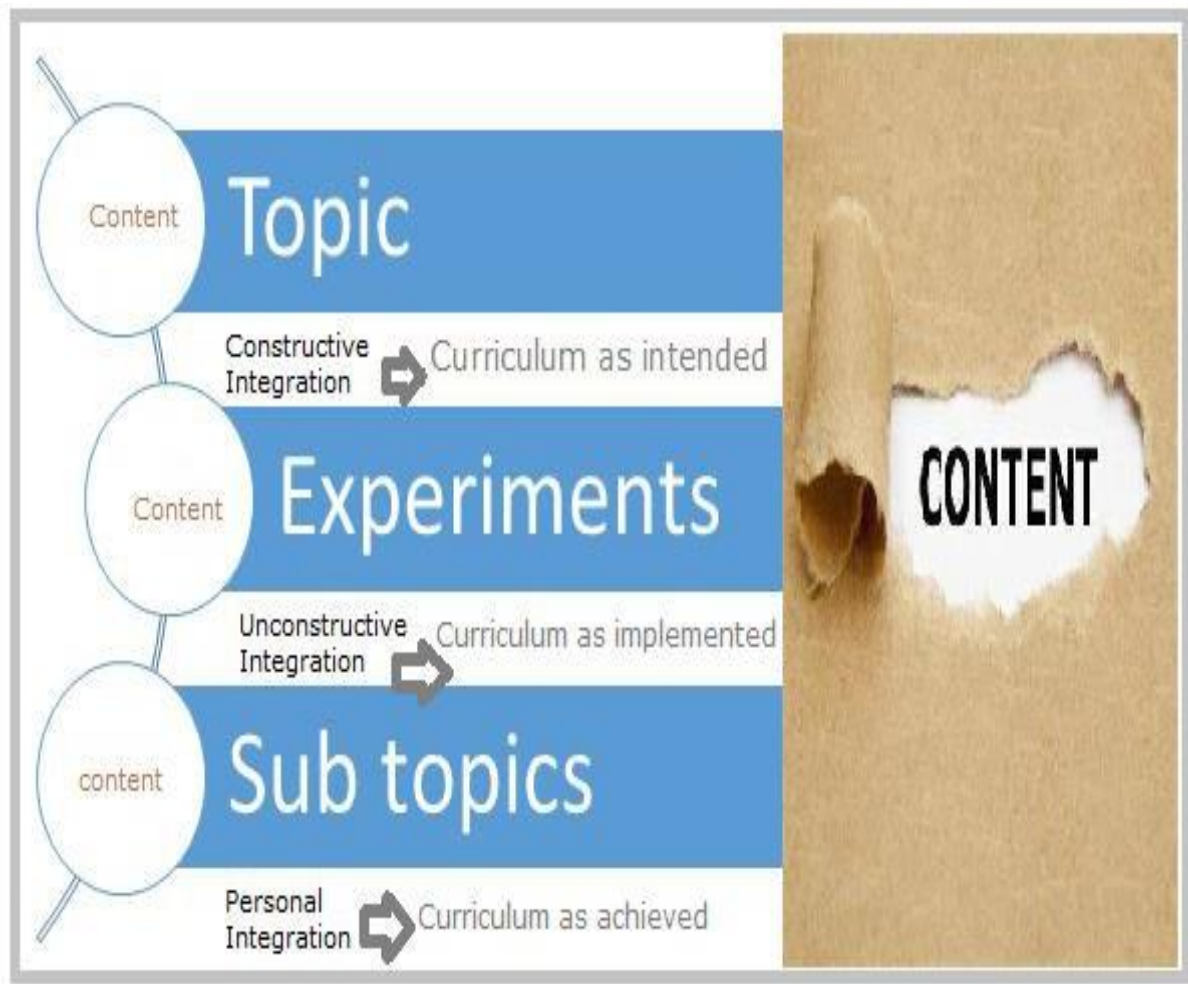 Content
Topic
Constructive
Integration
Curriculum as intended
Content
Experiments
CONTENT
Unconstructive
Integration
Curriculum as implemented
content
Sub topics
Personal
Integration
Curriculum as achieved